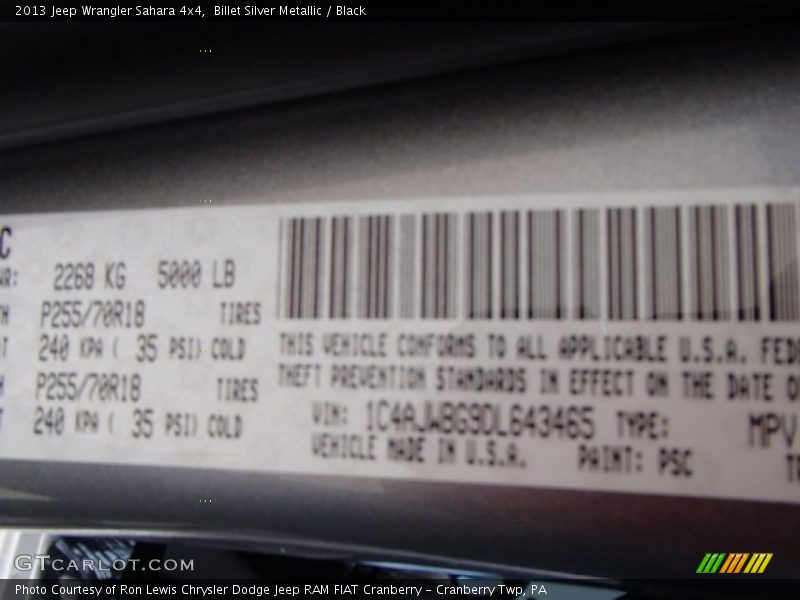 2013 Jeep Wrangler Sahara 4x4, Billet Silver Metallic / Black
C
WR: 2268 KG 5000 LB
TH P255/70R18 TIRES
AT 240 KPA ( 35 PSI) COLD
H P255/70R18 TIRES
T 240 KPA ( 35 PSI) COLD
THIS VEHICLE CONFORMS TO ALL APPLICABLE U.S.A. FED
THEFT PREVENTION STANDARDS IN EFFECT ON THE DATE O
VIN: 1C4AJWBG9DL643465 TYPE: MPV
VEHICLE MADE IN U.S.A. PAINT: PSC
GTCARLOT.COM
Photo Courtesy of Ron Lewis Chrysler Dodge Jeep RAM FIAT Cranberry – Cranberry Twp, PA